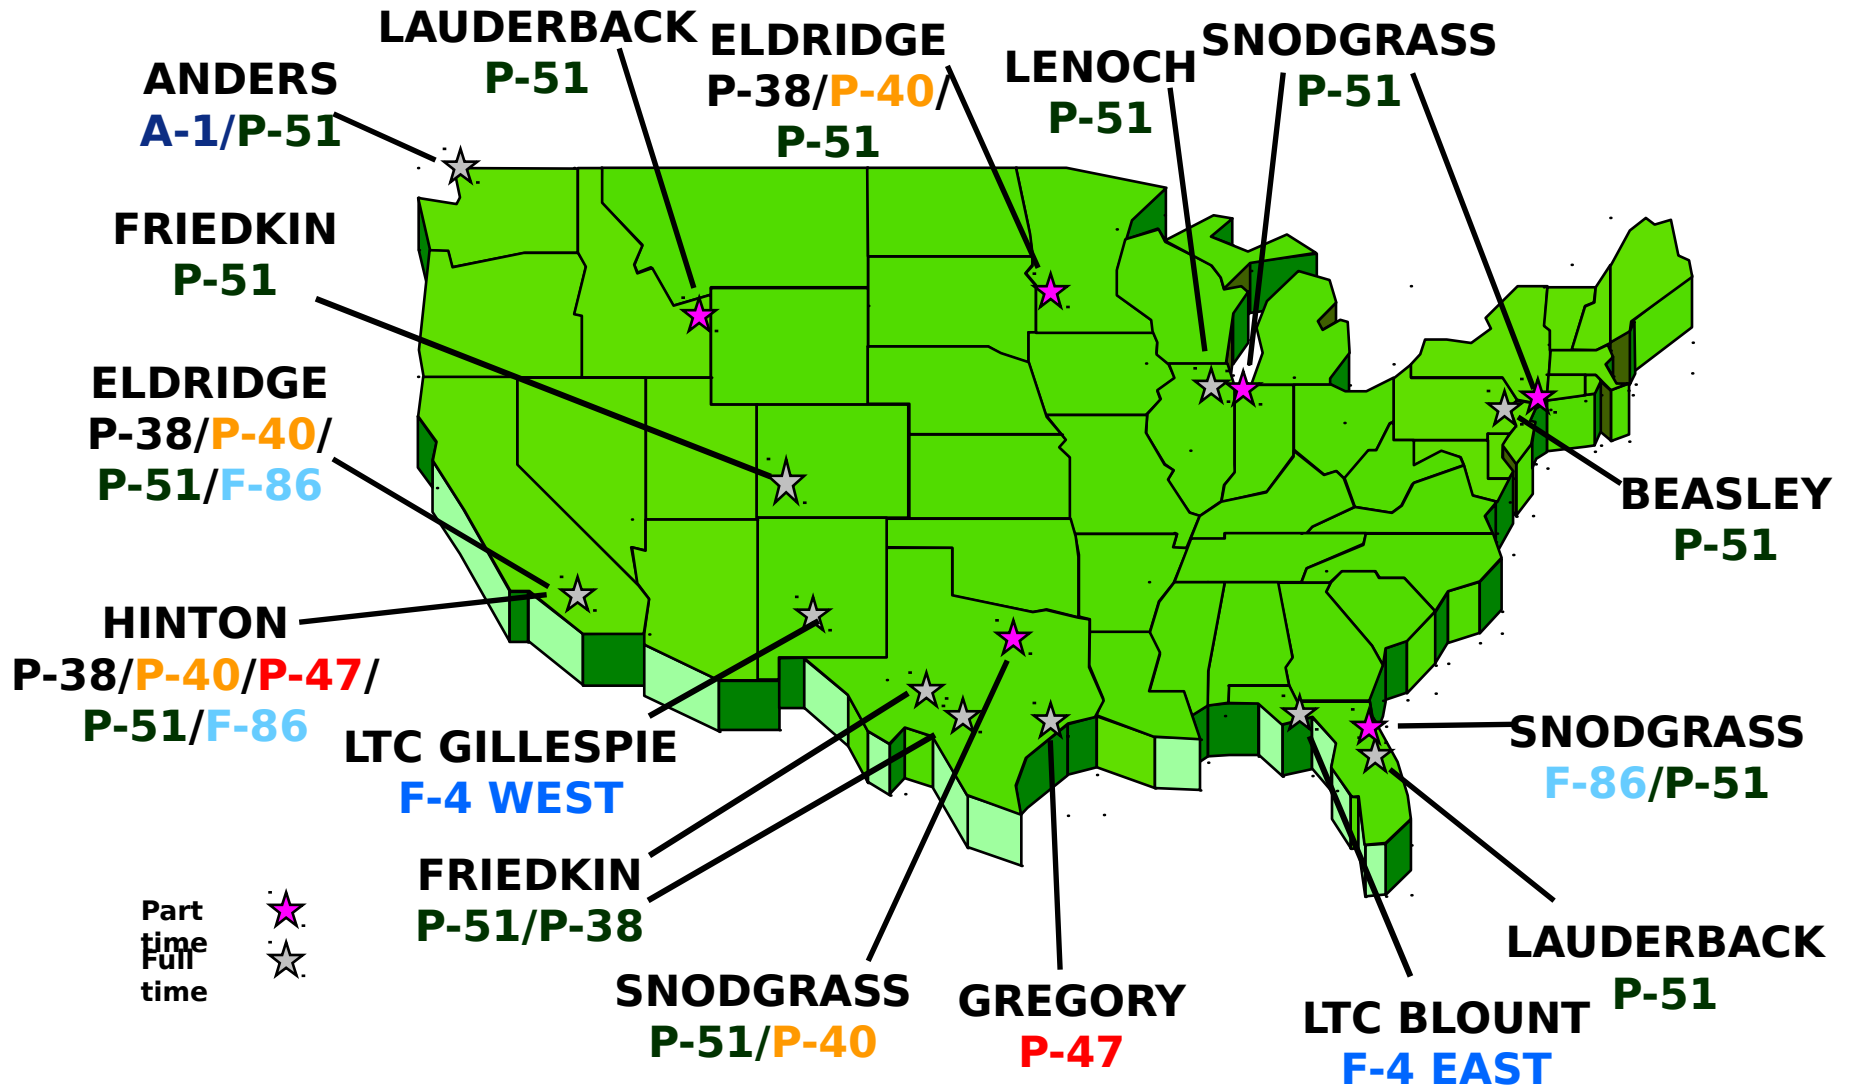 LAUDERBACK
P-51
ELDRIDGE
P-38/P-40/
P-51
LENOCH
P-51
SNODGRASS
P-51
ANDERS
A-1/P-51
FRIEDKIN
P-51
ELDRIDGE
P-38/P-40/
P-51/F-86
HINTON
P-38/P-40/P-47/
P-51/F-86
BEASLEY
P-51
LTC GILLESPIE
F-4 WEST
SNODGRASS
F-86/P-51
FRIEDKIN
P-51/P-38
SNODGRASS
P-51/P-40
GREGORY
P-47
LAUDERBACK
P-51
LTC BLOUNT
F-4 EAST
Part
time
Full
time